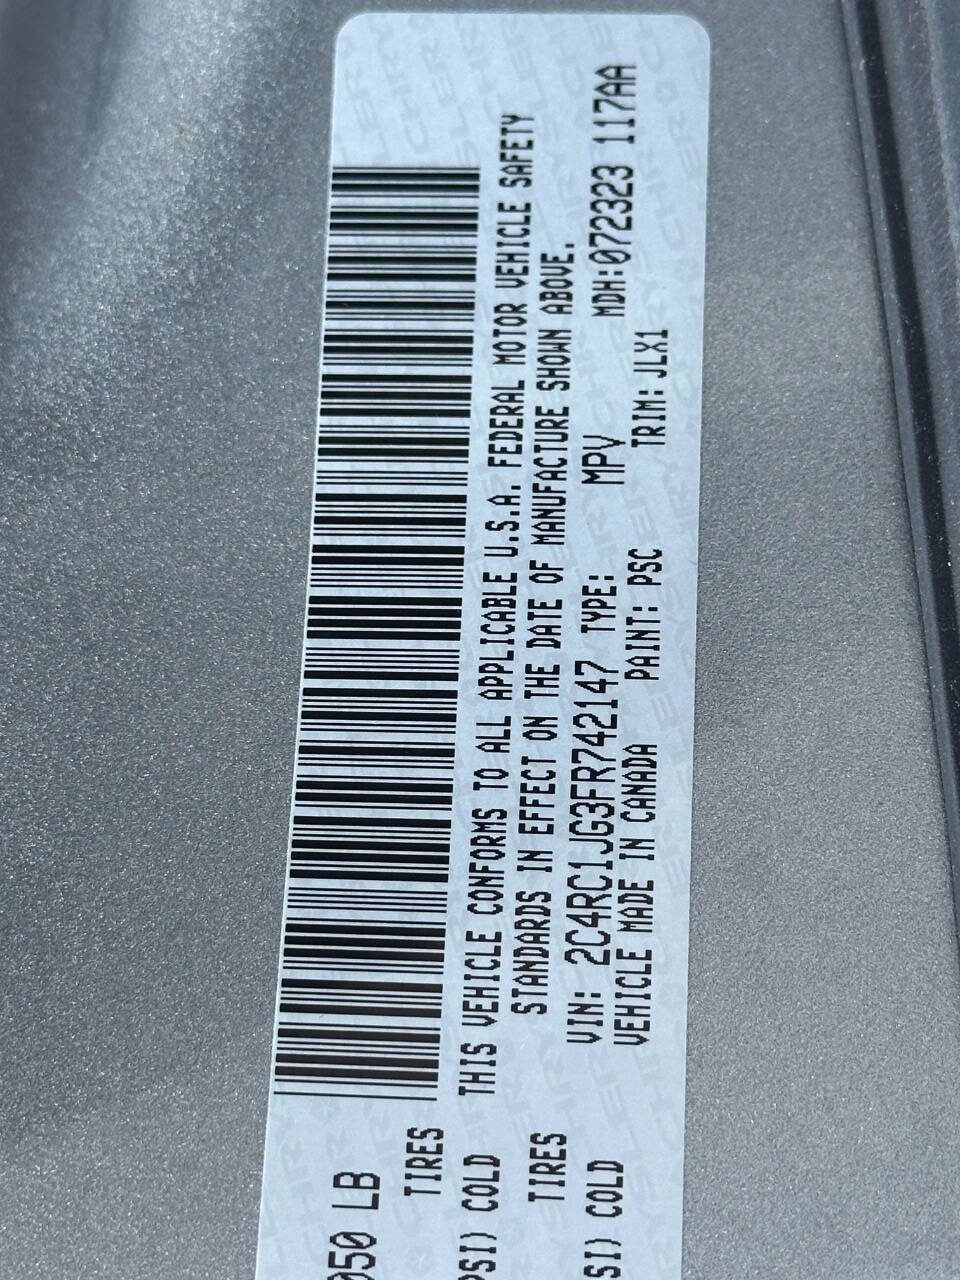 050 LB
TIRES
PSI) COLD
TIRES
SI) COLD
THIS VEHICLE CONFORMS TO ALL APPLICABLE U.S.A. FEDERAL MOTOR VEHICLE SAFETY
STANDARDS IN EFFECT ON THE DATE OF MANUFACTURE SHOWN ABOVE.
VIN: 2C4RC1JG3FR742147 TYPE: MPV MDH:072323 117AA
VEHICLE MADE IN CANADA PAINT: PSC TRIM: JLX1